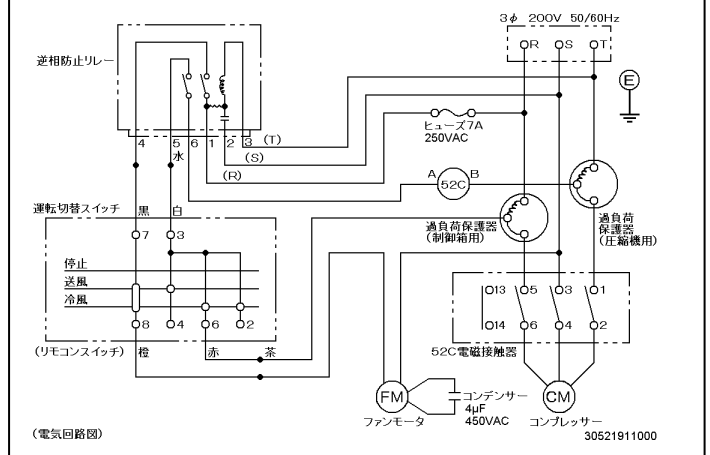 3φ 200V 50/60Hz
R S T
逆相防止リレー
E
ヒューズ7A
250VAC
4 5 6 1 2 3 (T)
水
(S)
(R)
A 52C B
運転切替スイッチ
黒 白
過負荷保護器
(制御箱用)
過負荷
保護器
(圧縮機用)
7 3
停止
送風
冷風
13 5 3 1
8 4 6 2
14 6 4 2
(リモコンスイッチ) 橙 赤 茶
52C電磁接触器
FM
コンデンサー
4μF
450VAC
CM
ファンモータ
コンプレッサー
(電気回路図)
30521911000